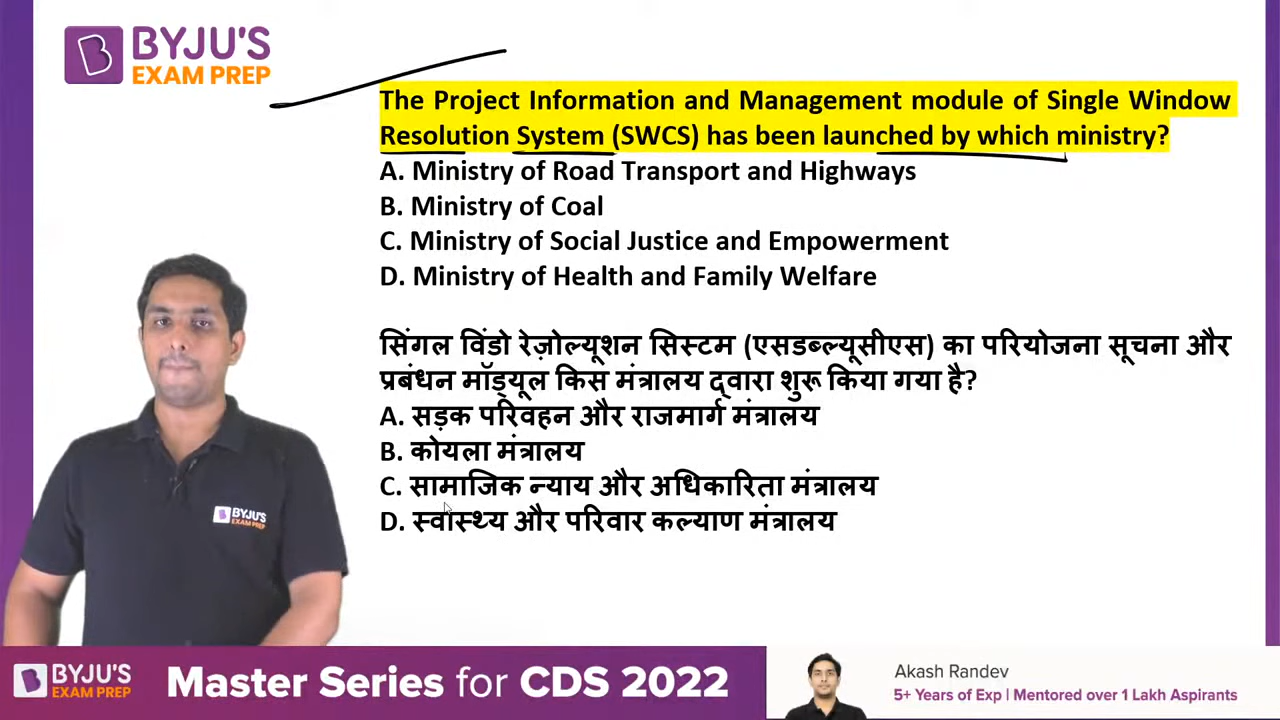 BYJU'S
EXAM PREP
The Project Information and Management module of Single Window
Resolution System (SWCS) has been launched by which ministry?
A. Ministry of Road Transport and Highways
B. Ministry of Coal
C. Ministry of Social Justice and Empowerment
D. Ministry of Health and Family Welfare
सिंगल विंडो रेज़ोल्यूशन सिस्टम (एसडब्ल्यूसीएस) का परियोजना सूचना और
प्रबंधन मॉड्यूल किस मंत्रालय द्वारा शुरू किया गया है?
A. सड़क परिवहन और राजमार्ग मंत्रालय
B. कोयला मंत्रालय
C. सामाजिक न्याय और अधिकारिता मंत्रालय
D. स्वास्थ्य और परिवार कल्याण मंत्रालय
BYJU'S
EXAM PREP
BYJU'S
EXAM PREP
Master Series for CDS 2022
Akash Randev
5+ Years of Exp | Mentored over 1 Lakh Aspirants